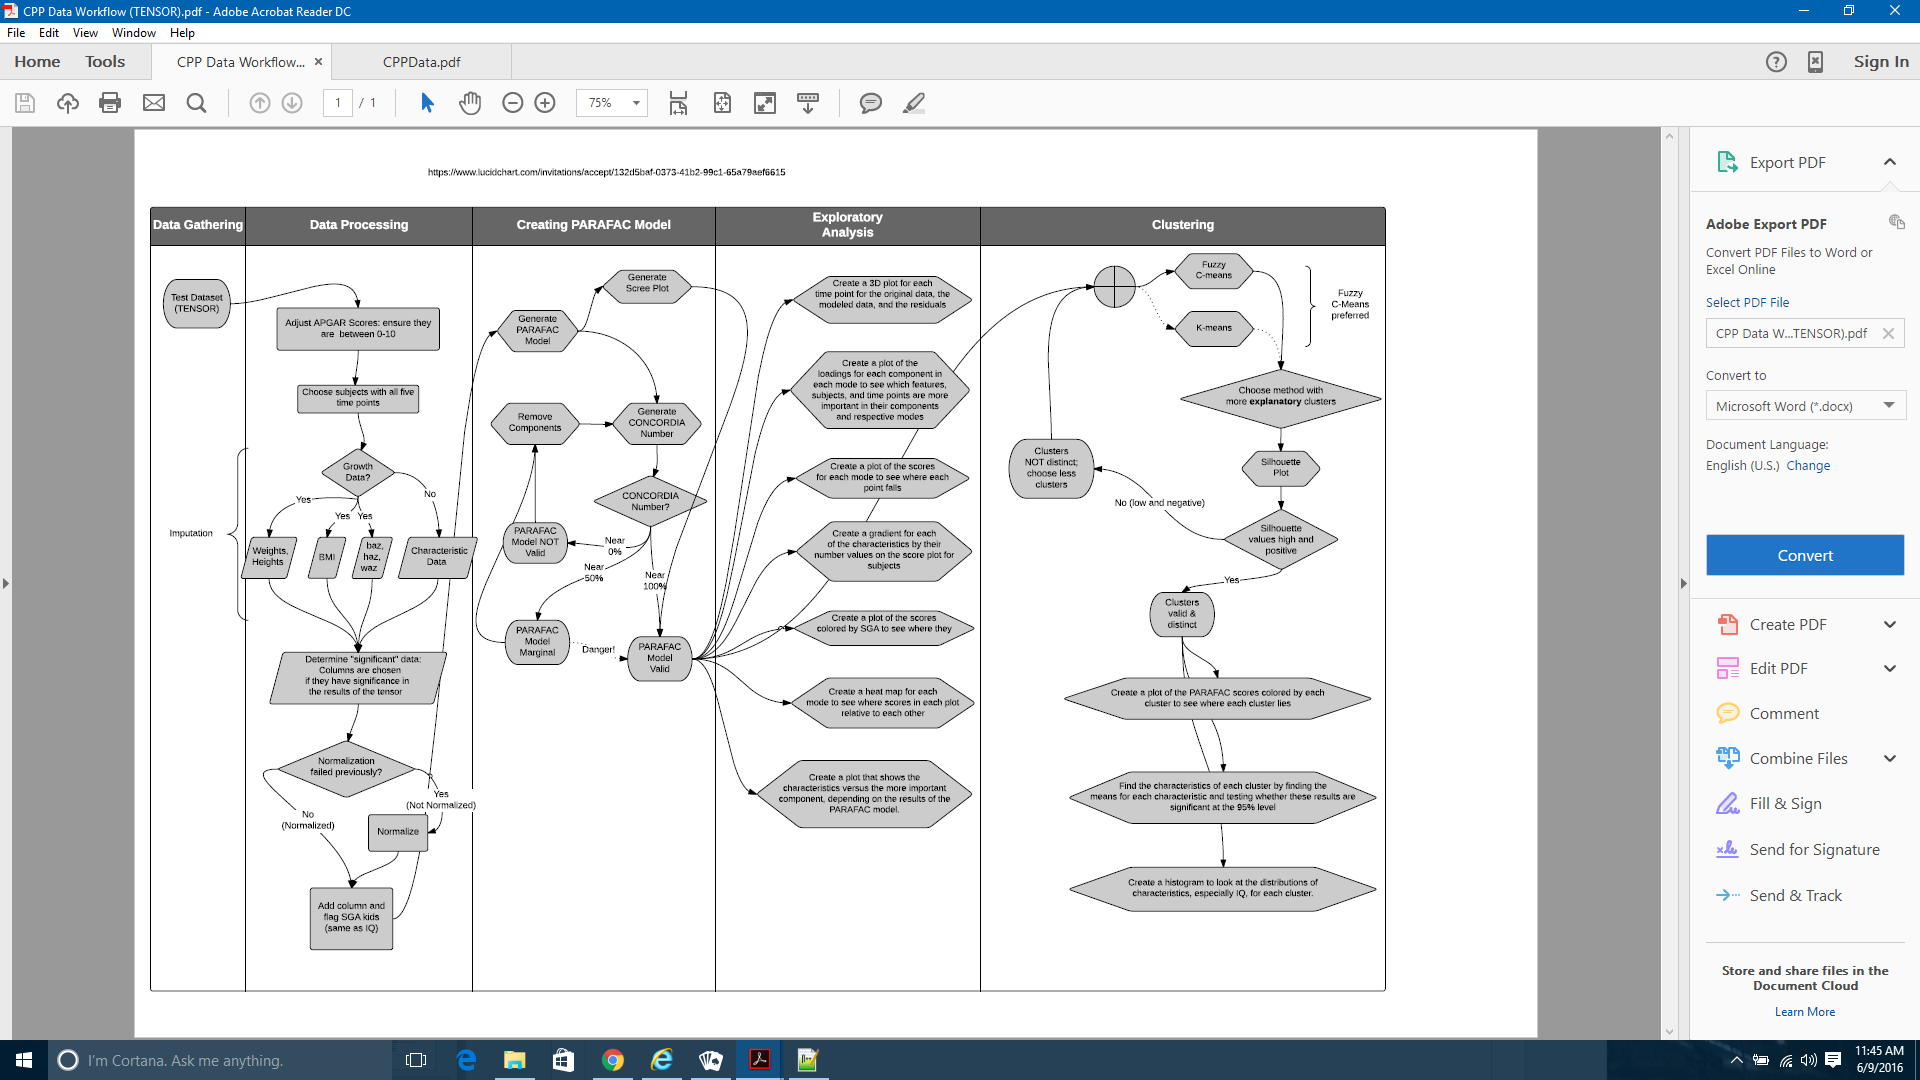 CPP Data Workflow (TENSOR).pdf - Adobe Acrobat Reader DC
File Edit View Window Help
Home Tools CPP Data Workflow... × CPPData.pdf Sign In
1 / 1 75%
https://www.lucidchart.com/invitations/accept/132d5baf-0373-41b2-99c1-65a79aef6615
Data Gathering
Test Dataset
(TENSOR)
Imputation
Data Processing
Adjust APGAR Scores: ensure they
are between 0-10
Choose subjects with all five
time points
Growth
Data?
Yes
Yes
Yes
No
Weights,
Heights
BMI
baz,
haz,
waz
Characteristic
Data
Determine "significant" data:
Columns are chosen
if they have significance in
the results of the tensor
Normalization
failed previously?
Yes
(Not Normalized)
No
(Normalized)
Normalize
Add column and
flag SGA kids
(same as IQ)
Creating PARAFAC Model
Generate
Scree Plot
Generate
PARAFAC
Model
Remove
Components
Generate
CONCORDIA
Number
CONCORDIA
Number?
PARAFAC
Model NOT
Valid
Near
0%
Near
50%
Near
100%
PARAFAC
Model
Marginal
Danger!
PARAFAC
Model
Valid
Exploratory
Analysis
Create a 3D plot for each
time point for the original data, the
modeled data, and the residuals
Create a plot of the
loadings for each component in
each mode to see which features,
subjects, and time points are more
important in their components
and respective modes
Create a plot of the scores
for each mode to see where each
point falls
Create a gradient for each
of the characteristics by their
number values on the score plot for
subjects
Create a plot of the scores
colored by SGA to see where they
Create a heat map for each
mode to see where scores in each plot
relative to each other
Create a plot that shows the
characteristics versus the more important
component, depending on the results of the
PARAFAC model.
Clustering
Fuzzy
C-means
K-means
Fuzzy
C-Means
preferred
Choose method with
more explanatory clusters
Clusters
NOT distinct;
choose less
clusters
Silhouette
Plot
No (low and negative)
Silhouette
values high and
positive
Yes
Clusters
valid &
distinct
Create a plot of the PARAFAC scores colored by each
cluster to see where each cluster lies
Find the characteristics of each cluster by finding the
means for each characteristic and testing whether these results are
significant at the 95% level
Create a histogram to look at the distributions of
characteristics, especially IQ, for each cluster.
Export PDF
Adobe Export PDF
Convert PDF Files to Word or
Excel Online
Select PDF File
CPP Data W...TENSOR).pdf
Convert to
Microsoft Word (*.docx)
Document Language:
English (U.S.) Change
Convert
Create PDF
Edit PDF
Comment
Combine Files
Fill & Sign
Send for Signature
Send & Track
Store and share files in the
Document Cloud
Learn More
I'm Cortana. Ask me anything.
11:45 AM
6/9/2016